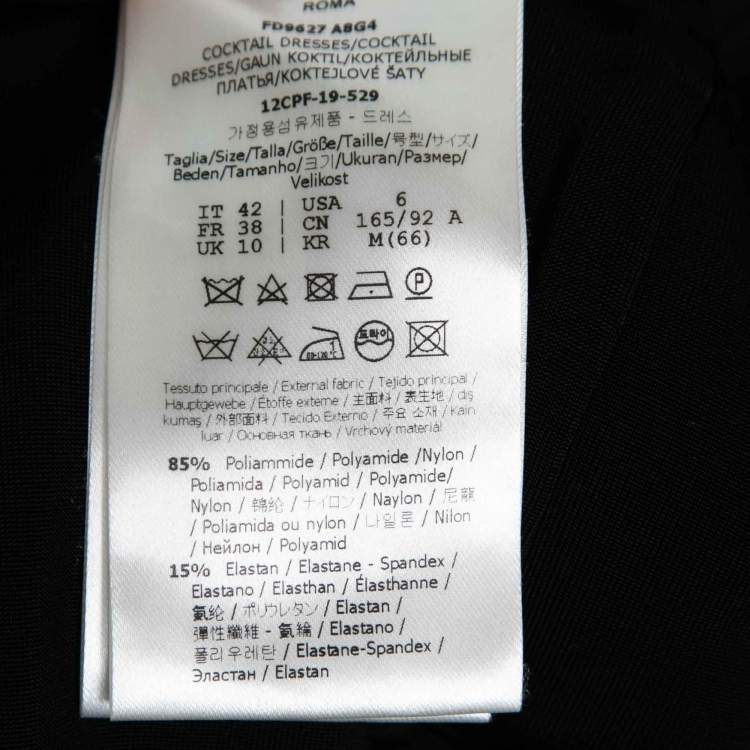 ROMA
FD9627 A8G4
COCKTAIL DRESSES/COCKTAIL
DRESSES/GAUN KOKTIL/КОКТЕЙЛЬНЫЕ
ПЛАТЬЯ/KOKTEJLOVÉ ŠATY
12CPF-19-529
가정용섬유제품 - 드레스
Taglia/Size/Talla/Größe/Taille/号型/サイズ/
Beden/Tamanho/크기/Ukuran/Размер/
Velikost
IT 42 | USA 6
FR 38 | CN 165/92 A
UK 10 | KR M(66)
P
드라이
Tessuto principale / External fabric / Tejido principal /
Hauptgewebe / Étoffe externe / 主面料 / 表生地 / dış
kumaş / 外部面料 / Tecido Externo / 주요 소재 / Kain
luar / Основная ткань / Vrchový materiál
85% Poliammide / Polyamide /Nylon /
Poliamida / Polyamid / Polyamide/
Nylon / 锦纶 / ナイロン / Naylon / 尼龍
/ Poliamida ou nylon / 나일론 / Nilon
/ Нейлон / Polyamid
15% Elastan / Elastane - Spandex /
Elastano / Elasthan / Élasthanne /
氨纶 / ポリウレタン / Elastan /
彈性纖維 - 氨綸 / Elastano /
폴리우레탄 / Elastane-Spandex /
Эластан / Elastan